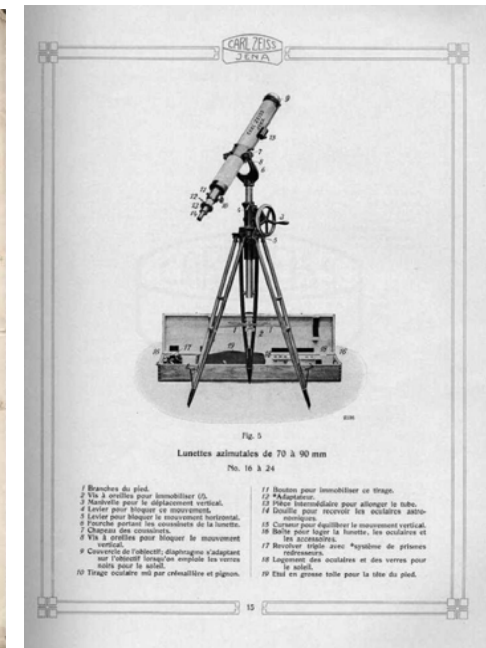 CARL ZEISS
JENA
Fig. 5
Lunettes azimutales de 70 à 90 mm
No. 16 à 24
1 Branches du pied.
2 Vis à oreilles pour immobiliser (1).
3 Manivelle pour le déplacement vertical.
4 Levier pour bloquer ce mouvement.
5 Levier pour bloquer le mouvement horizontal.
6 Fourche portant les coussinets de la lunette.
7 Chapeau des coussinets.
8 Vis à oreilles pour bloquer le mouvement
vertical.
9 Couvercle de l'objectif; diaphragme s'adaptant
sur l'objectif lorsqu'on emploie les verres
noirs pour le soleil.
10 Tirage oculaire mû par crémaillère et pignon.
11 Bouton pour immobiliser ce tirage.
12 *Adaptateur.
13 Pièce intermédiaire pour allonger le tube.
14 Douille pour recevoir les oculaires astro-
nomiques.
15 Curseur pour équilibrer le mouvement vertical.
16 Boîte pour loger la lunette, les oculaires et
les accessoires.
17 Revolver triple avec *système de prismes
redresseurs.
18 Logement des oculaires et des verres pour
le soleil.
19 Etui en grosse toile pour la tête du pied.
15